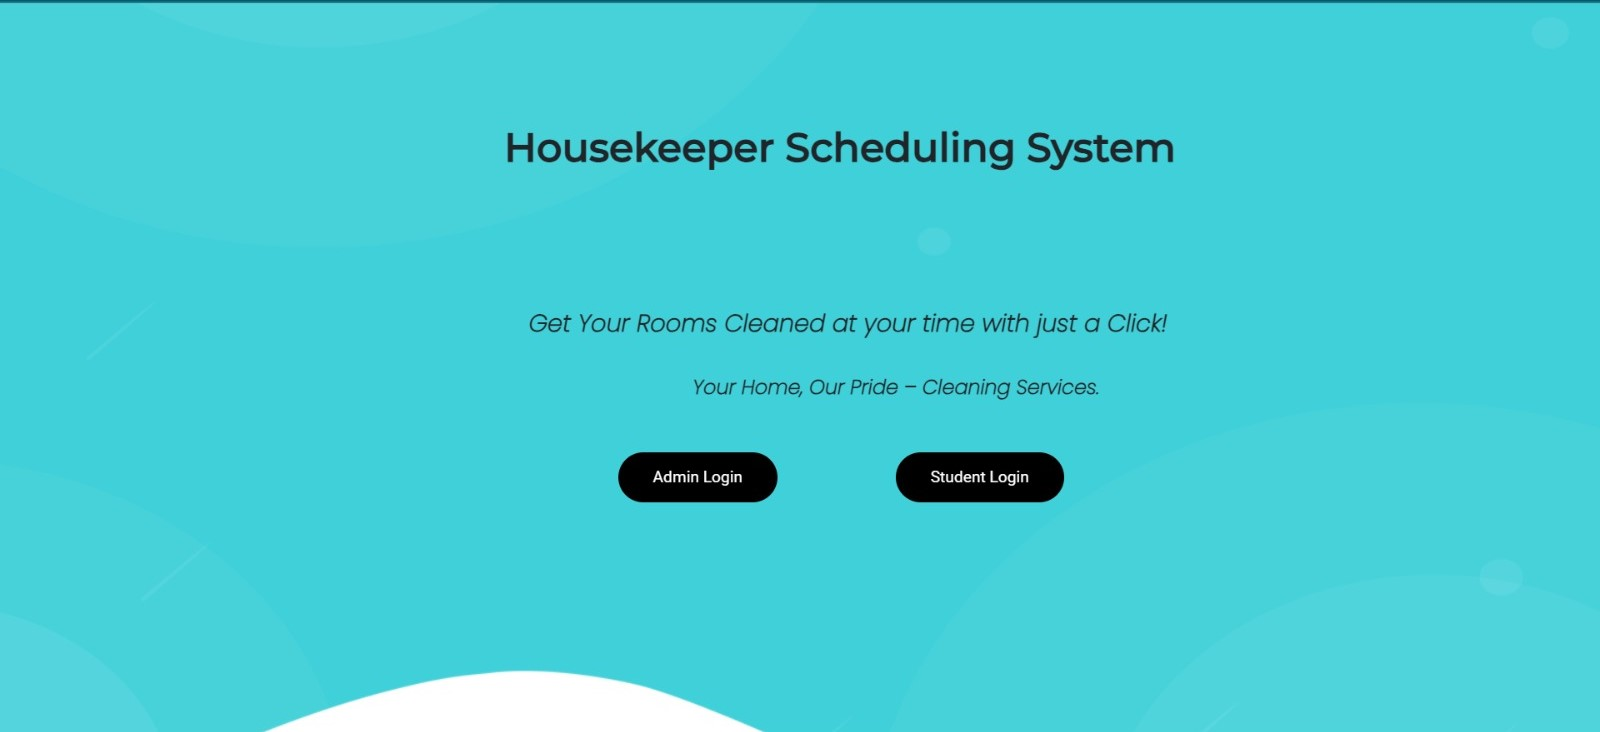 Housekeeper Scheduling System
Get Your Rooms Cleaned at your time with just a Click!
Your Home, Our Pride – Cleaning Services.
Admin Login
Student Login